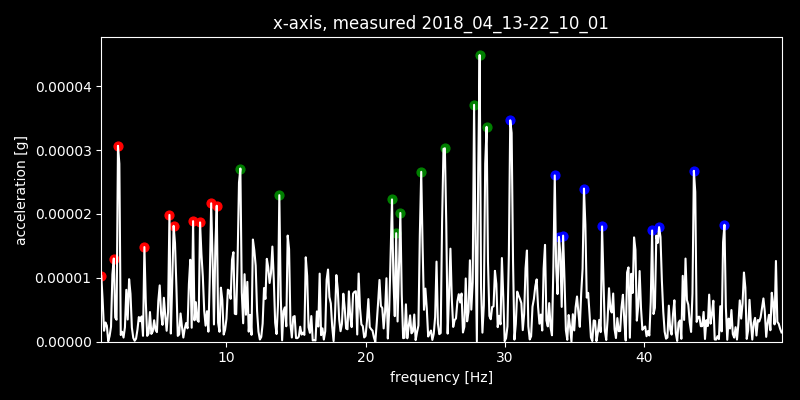 x-axis, measured 2018_04_13-22_10_01
acceleration [g]
0.00004
0.00003
0.00002
0.00001
0.00000
10 20 30 40
frequency [Hz]